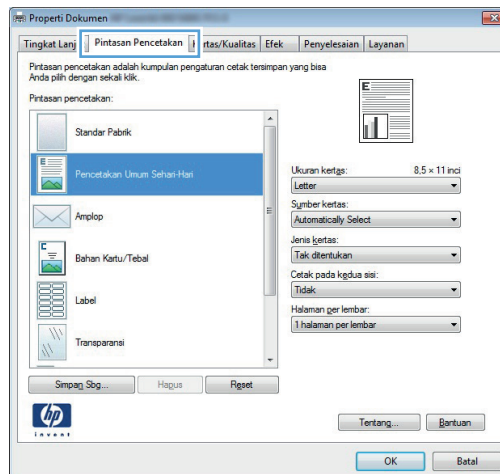 Properti Dokumen
Tingkat Lanj
Pintasan Pencetakan
rtas/Kualitas
Efek
Penyelesaian
Layanan
Pintasan pencetakan adalah kumpulan pengaturan cetak tersimpan yang bisa
Anda pilih dengan sekali klik.
Pintasan pencetakan:
Standar Pabrik
Pencetakan Umum Sehari-Hari
Amplop
Bahan Kartu/Tebal
Label
Transparansi
Simpan Sbg...
Hapus
Reset
E
E
C
Ukuran kertas: 8,5 × 11 inci
Letter
Sumber kertas:
Automatically Select
Jenis kertas:
Tak ditentukan
Cetak pada kedua sisi:
Tidak
Halaman per lembar:
1 halaman per lembar
hp
invent
Tentang...
Bantuan
OK
Batal